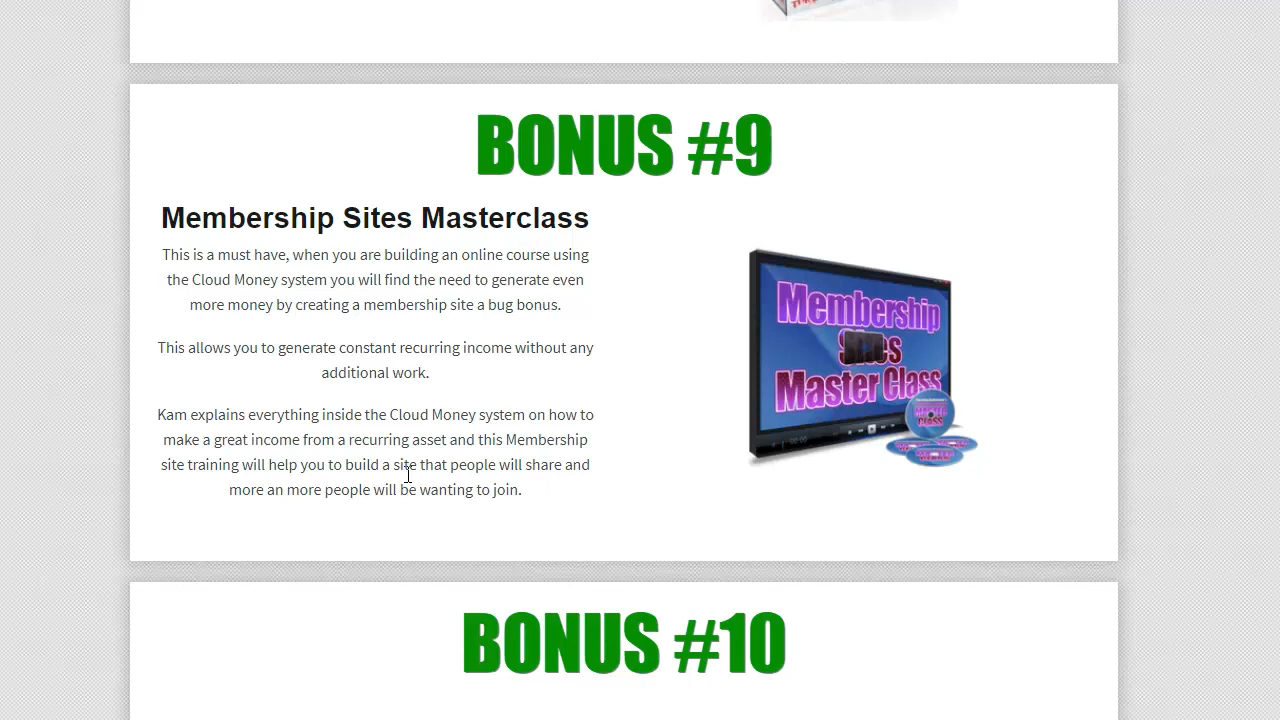 BONUS #9
Membership Sites Masterclass
This is a must have, when you are building an online course using
the Cloud Money system you will find the need to generate even
more money by creating a membership site a bug bonus.
This allows you to generate constant recurring income without any
additional work.
Kam explains everything inside the Cloud Money system on how to
make a great income from a recurring asset and this Membership
site training will help you to build a site that people will share and
more an more people will be wanting to join.
Membership
Sites
Master Class
BONUS #10